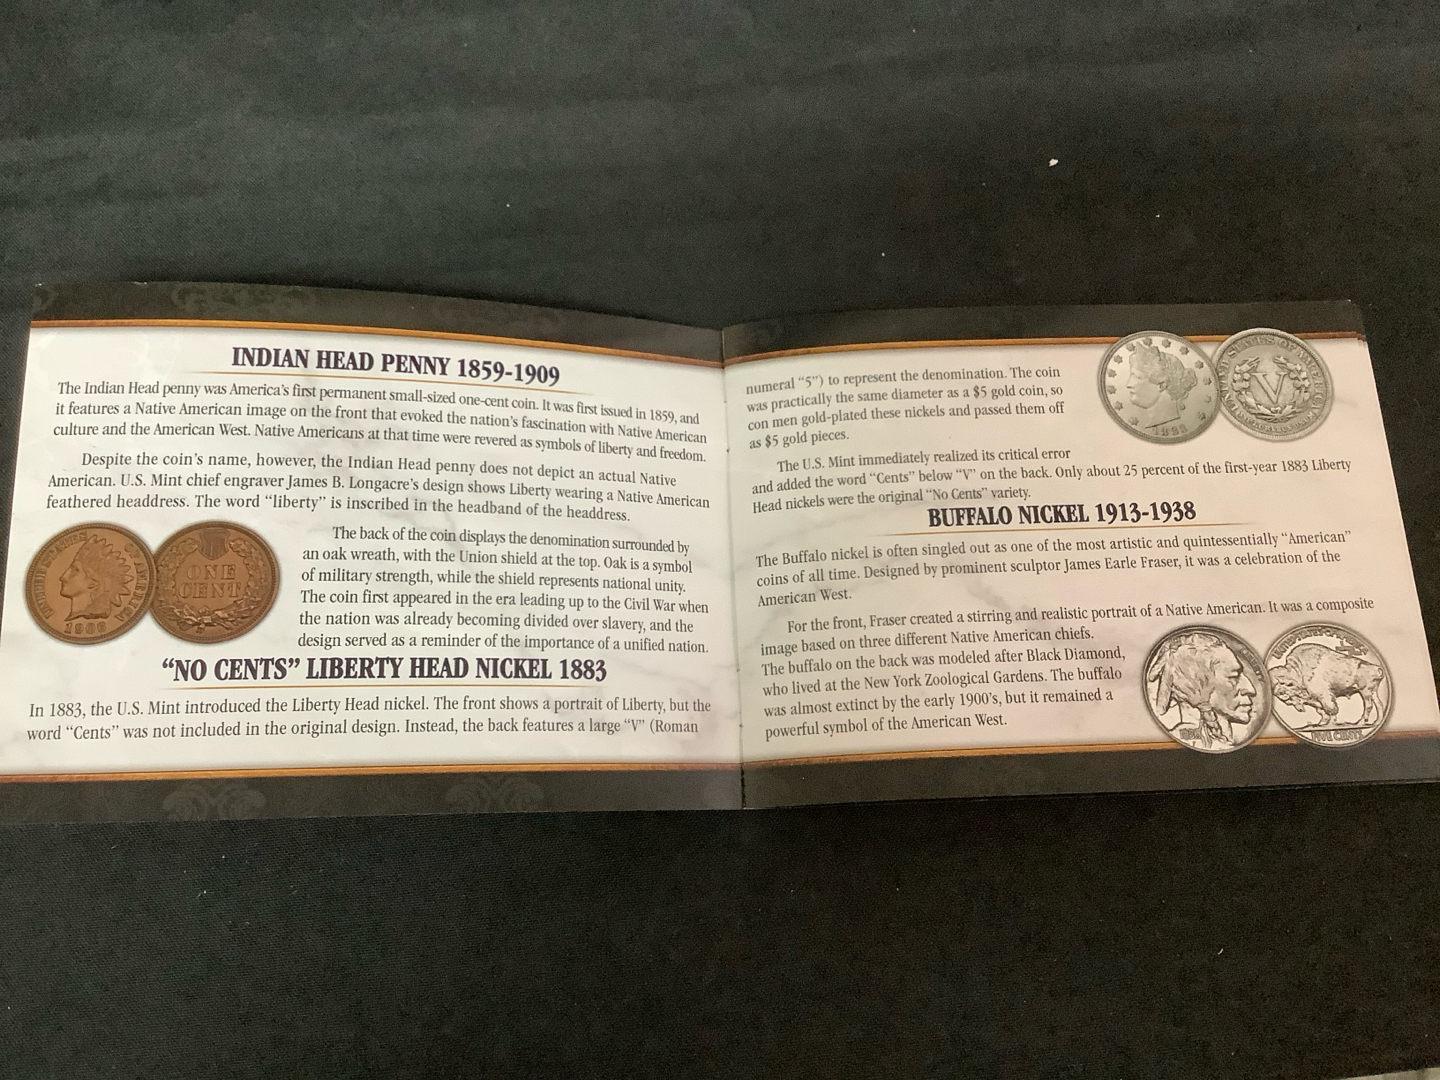 INDIAN HEAD PENNY 1859-1909
The Indian Head penny was America's first permanent small-sized one-cent coin. It was first issued in 1859, and
it features a Native American image on the front that evoked the nation's fascination with Native American
culture and the American West. Native Americans at that time were revered as symbols of liberty and freedom.
Despite the coin's name, however, the Indian Head penny does not depict an actual Native
American. U.S. Mint chief engraver James B. Longacre's design shows Liberty wearing a Native American
feathered headdress. The word "liberty" is inscribed in the headband of the headdress.
The back of the coin displays the denomination surrounded by
an oak wreath, with the Union shield at the top. Oak is a symbol
of military strength, while the shield represents national unity.
The coin first appeared in the era leading up to the Civil War when
the nation was already becoming divided over slavery, and the
design served as a reminder of the importance of a unified nation.
UNITED STATES OF AMERICA
ONE
CENT
"NO CENTS" LIBERTY HEAD NICKEL 1883
In 1883, the U.S. Mint introduced the Liberty Head nickel. The front shows a portrait of Liberty, but the
word "Cents" was not included in the original design. Instead, the back features a large "V" (Roman
numeral "5") to represent the denomination. The coin
was practically the same diameter as a $5 gold coin, so
con men gold-plated these nickels and passed them off
as $5 gold pieces.
The U.S. Mint immediately realized its critical error
and added the word "Cents" below "V" on the back. Only about 25 percent of the first-year 1883 Liberty
Head nickels were the original "No Cents" variety.
1883
UNITED STATES OF AMERICA
V
BUFFALO NICKEL 1913-1938
The Buffalo nickel is often singled out as one of the most artistic and quintessentially "American"
coins of all time. Designed by prominent sculptor James Earle Fraser, it was a celebration of the
American West.
For the front, Fraser created a stirring and realistic portrait of a Native American. It was a composite
image based on three different Native American chiefs.
The buffalo on the back was modeled after Black Diamond,
who lived at the New York Zoological Gardens. The buffalo
was almost extinct by the early 1900's, but it remained a
powerful symbol of the American West.
UNITED STATES OF
FIVE CENTS